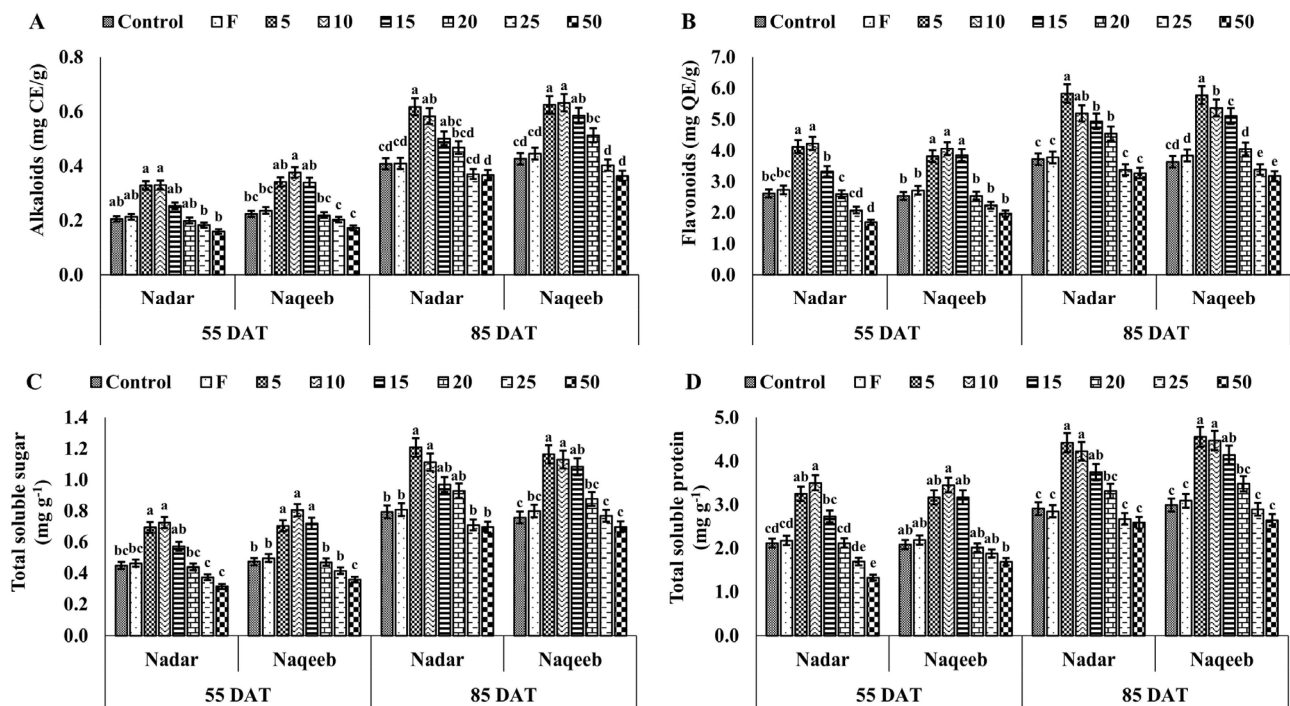 A Control F 5 10 15 20 25 50
Alkaloids (mg CE/g)
0.8
0.6
0.4
0.2
0.0
ab ab a a ab ab b b
bc bc ab a ab bc c c
cd cd a ab abc bcd d d
cd cd a a ab bc d d
Nadar Naqeeb Nadar Naqeeb
55 DAT 85 DAT
B Control F 5 10 15 20 25 50
Flavonoids (mg QE/g)
7.0
6.0
5.0
4.0
3.0
2.0
1.0
0.0
bc bc a a b c cd d
b b a a a b b b
c c a ab b b c c
d d a b c d e e
Nadar Naqeeb Nadar Naqeeb
55 DAT 85 DAT
C Control F 5 10 15 20 25 50
Total soluble sugar
(mg g-1)
1.4
1.2
1.0
0.8
0.6
0.4
0.2
0.0
bc bc a a ab bc c c
b b a a a b b c
b b a a ab ab b b
c bc a a ab bc c c
Nadar Naqeeb Nadar Naqeeb
55 DAT 85 DAT
D Control F 5 10 15 20 25 50
Total soluble protein
(mg g-1)
5.0
4.0
3.0
2.0
1.0
0.0
cd cd ab a bc cd de e
ab ab a a a ab ab b
c c a a ab bc c c
c c a a ab bc c c
Nadar Naqeeb Nadar Naqeeb
55 DAT 85 DAT